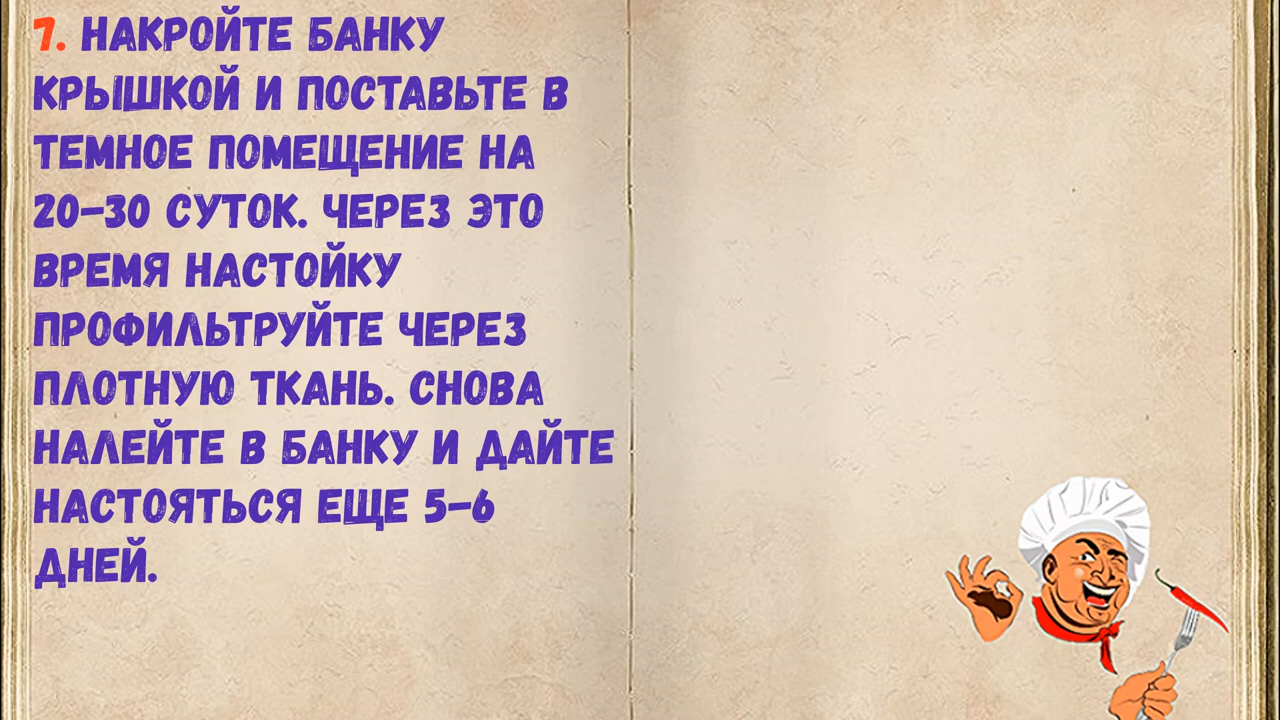 7. НАКРОЙТЕ БАНКУ
КРЫШКОЙ И ПОСТАВЬТЕ В
ТЕМНОЕ ПОМЕЩЕНИЕ НА
20-30 СУТОК. ЧЕРЕЗ ЭТО
ВРЕМЯ НАСТОЙКУ
ПРОФИЛЬТРУЙТЕ ЧЕРЕЗ
ПЛОТНУЮ ТКАНЬ. СНОВА
НАЛЕЙТЕ В БАНКУ И ДАЙТЕ
НАСТОЯТЬСЯ ЕЩЕ 5-6
ДНЕЙ.